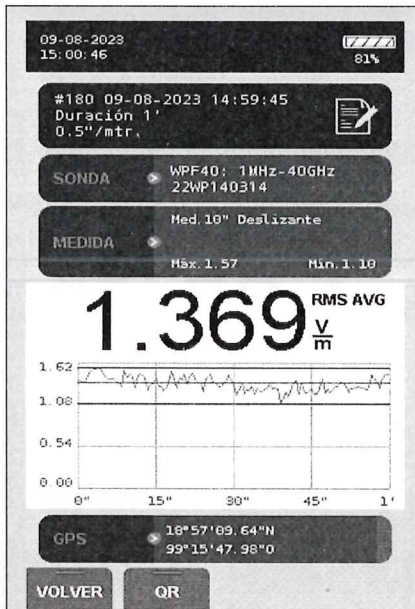 09-08-2023
15:00:46
81%
#180 09-08-2023 14:59:45
Duración 1'
0.5"/mtr.
SONDA
WPF40: 1MHz-40GHz
22WP140314
MEDIDA
Med. 10" Deslizante
Máx. 1.57 Mín. 1.10
1.369 RMS AVG
V
m
1.62
1.08
0.54
0.00
0" 15" 30" 45" 1'
GPS
18°57'09.64"N
99°15'47.98"O
VOLVER QR